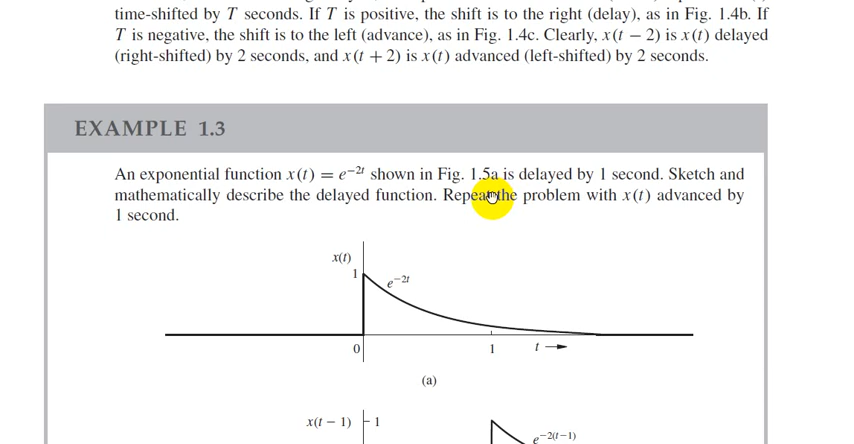 time-shifted by T seconds. If T is positive, the shift is to the right (delay), as in Fig. 1.4b. If
T is negative, the shift is to the left (advance), as in Fig. 1.4c. Clearly, x(t − 2) is x(t) delayed
(right-shifted) by 2 seconds, and x(t + 2) is x(t) advanced (left-shifted) by 2 seconds.
EXAMPLE 1.3
An exponential function x(t) = e^−2t shown in Fig. 1.5a is delayed by 1 second. Sketch and
mathematically describe the delayed function. Repeat the problem with x(t) advanced by
1 second.
x(t)
1
e^−2t
0 1 t
(a)
x(t − 1) 1
e^−2(t−1)